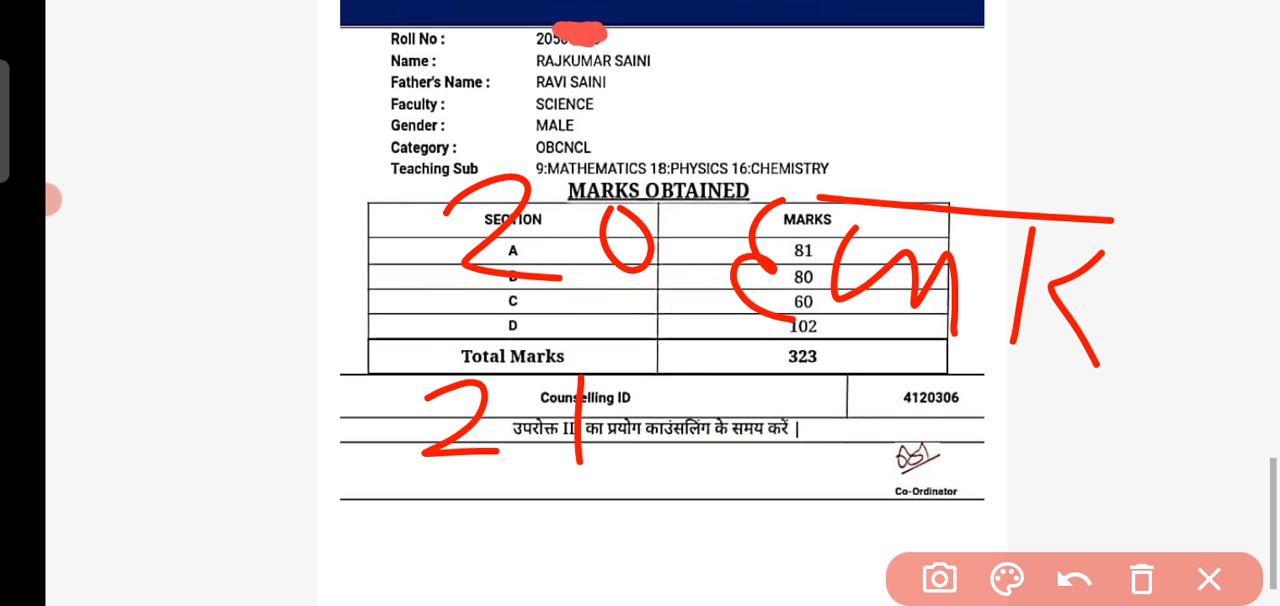 Roll No : 205
Name : RAJKUMAR SAINI
Father's Name : RAVI SAINI
Faculty : SCIENCE
Gender : MALE
Category : OBCNCL
Teaching Sub 9:MATHEMATICS 18:PHYSICS 16:CHEMISTRY
MARKS OBTAINED
SECTION MARKS
A 81
B 80
C 60
D 102
Total Marks 323
20
21
Counselling ID 4120306
उपरोक्त ID का प्रयोग काउंसलिंग के समय करें |
Co-Ordinator